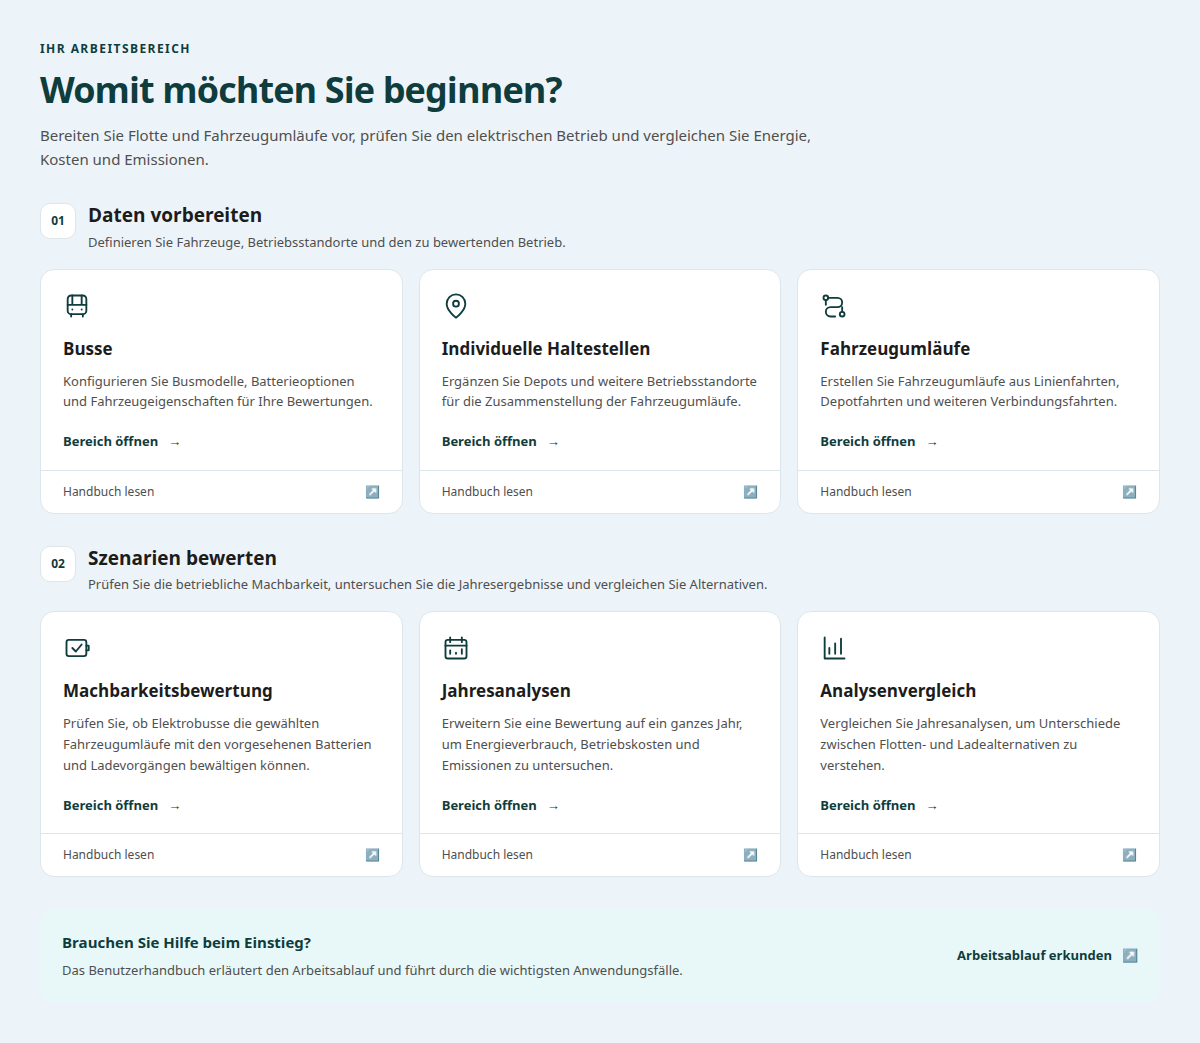 IHR ARBEITSBEREICH
Womit möchten Sie beginnen?
Bereiten Sie Flotte und Fahrzeugumläufe vor, prüfen Sie den elektrischen Betrieb und vergleichen Sie Energie,
Kosten und Emissionen.
01
Daten vorbereiten
Definieren Sie Fahrzeuge, Betriebsstandorte und den zu bewertenden Betrieb.
Busse
Konfigurieren Sie Busmodelle, Batterieoptionen
und Fahrzeugeigenschaften für Ihre Bewertungen.
Bereich öffnen →
Handbuch lesen ↗
Individuelle Haltestellen
Ergänzen Sie Depots und weitere Betriebsstandorte
für die Zusammenstellung der Fahrzeugumläufe.
Bereich öffnen →
Handbuch lesen ↗
Fahrzeugumläufe
Erstellen Sie Fahrzeugumläufe aus Linienfahrten,
Depotfahrten und weiteren Verbindungsfahrten.
Bereich öffnen →
Handbuch lesen ↗
02
Szenarien bewerten
Prüfen Sie die betriebliche Machbarkeit, untersuchen Sie die Jahresergebnisse und vergleichen Sie Alternativen.
Machbarkeitsbewertung
Prüfen Sie, ob Elektrobusse die gewählten
Fahrzeugumläufe mit den vorgesehenen Batterien
und Ladevorgängen bewältigen können.
Bereich öffnen →
Handbuch lesen ↗
Jahresanalysen
Erweitern Sie eine Bewertung auf ein ganzes Jahr,
um Energieverbrauch, Betriebskosten und
Emissionen zu untersuchen.
Bereich öffnen →
Handbuch lesen ↗
Analysenvergleich
Vergleichen Sie Jahresanalysen, um Unterschiede
zwischen Flotten- und Ladealternativen zu
verstehen.
Bereich öffnen →
Handbuch lesen ↗
Brauchen Sie Hilfe beim Einstieg?
Das Benutzerhandbuch erläutert den Arbeitsablauf und führt durch die wichtigsten Anwendungsfälle.
Arbeitsablauf erkunden ↗